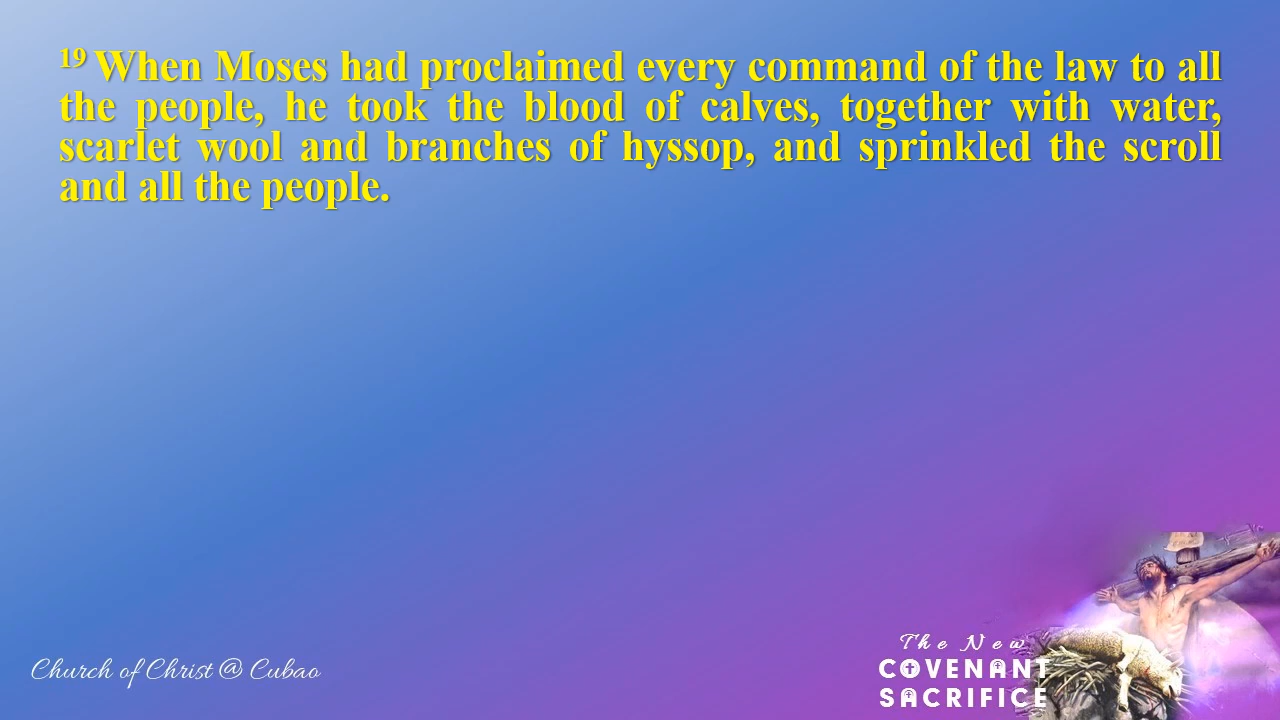 19 When Moses had proclaimed every command of the law to all
the people, he took the blood of calves, together with water,
scarlet wool and branches of hyssop, and sprinkled the scroll
and all the people.
The New
COVENANT
SACRIFICE
Church of Christ @ Cubao